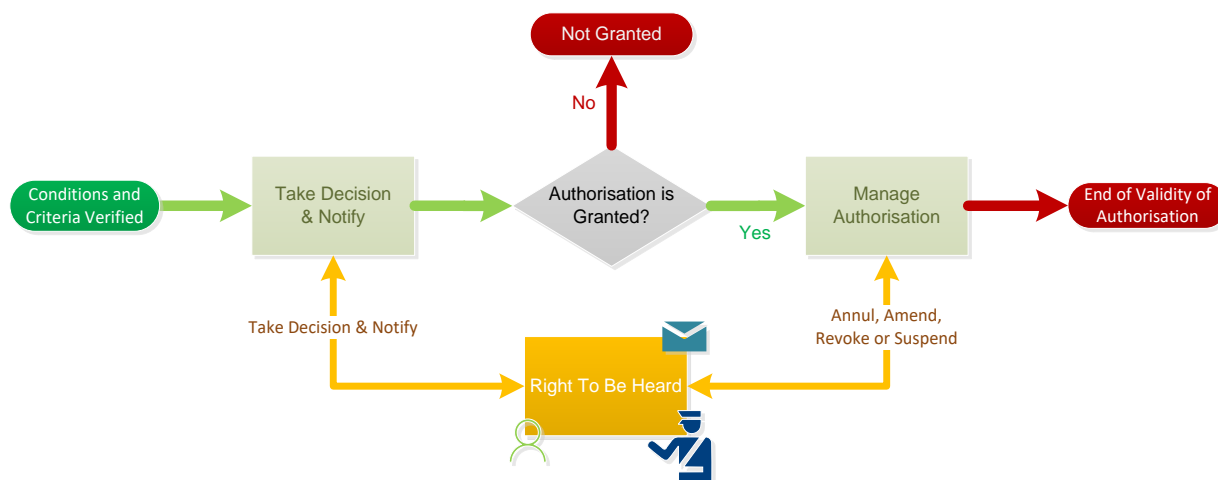 Not Granted
No
Conditions and
Criteria Verified
Take Decision
& Notify
Authorisation is
Granted?
Yes
Manage
Authorisation
End of Validity of
Authorisation
Take Decision & Notify
Annul, Amend,
Revoke or Suspend
Right To Be Heard